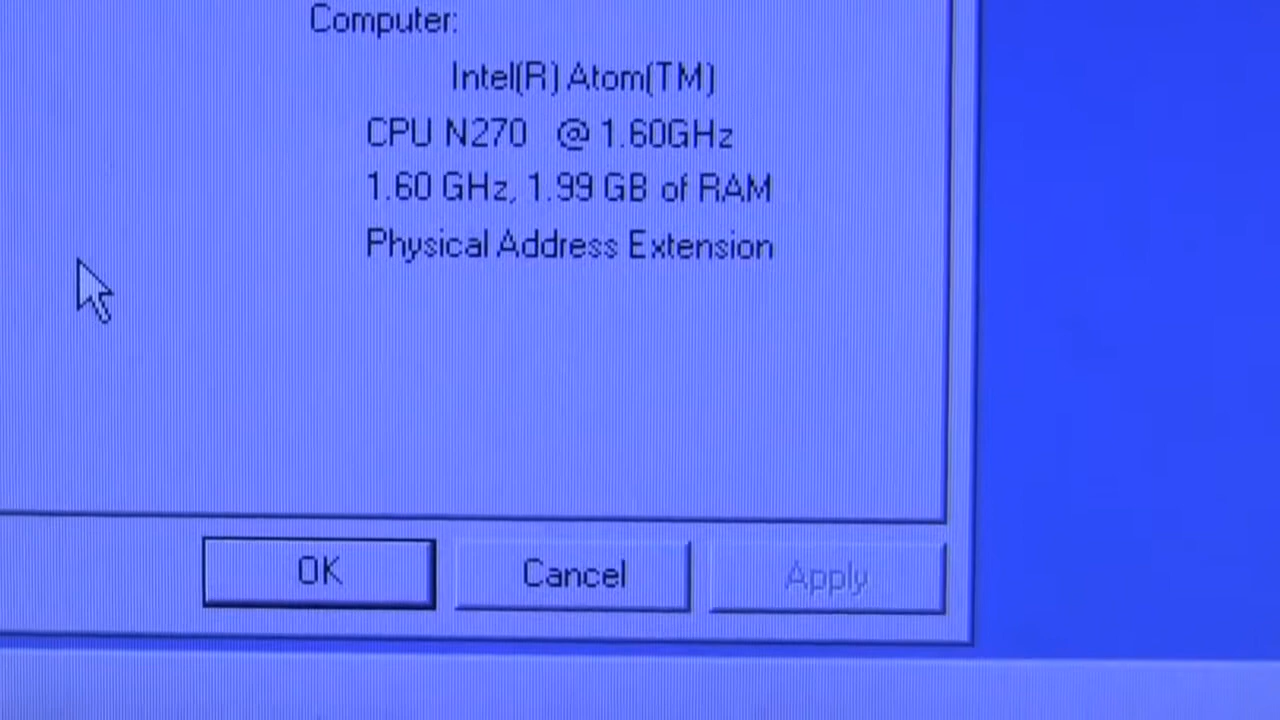 Computer:
Intel(R) Atom(TM)
CPU N270 @ 1.60GHz
1.60 GHz, 1.99 GB of RAM
Physical Address Extension
OK Cancel Apply